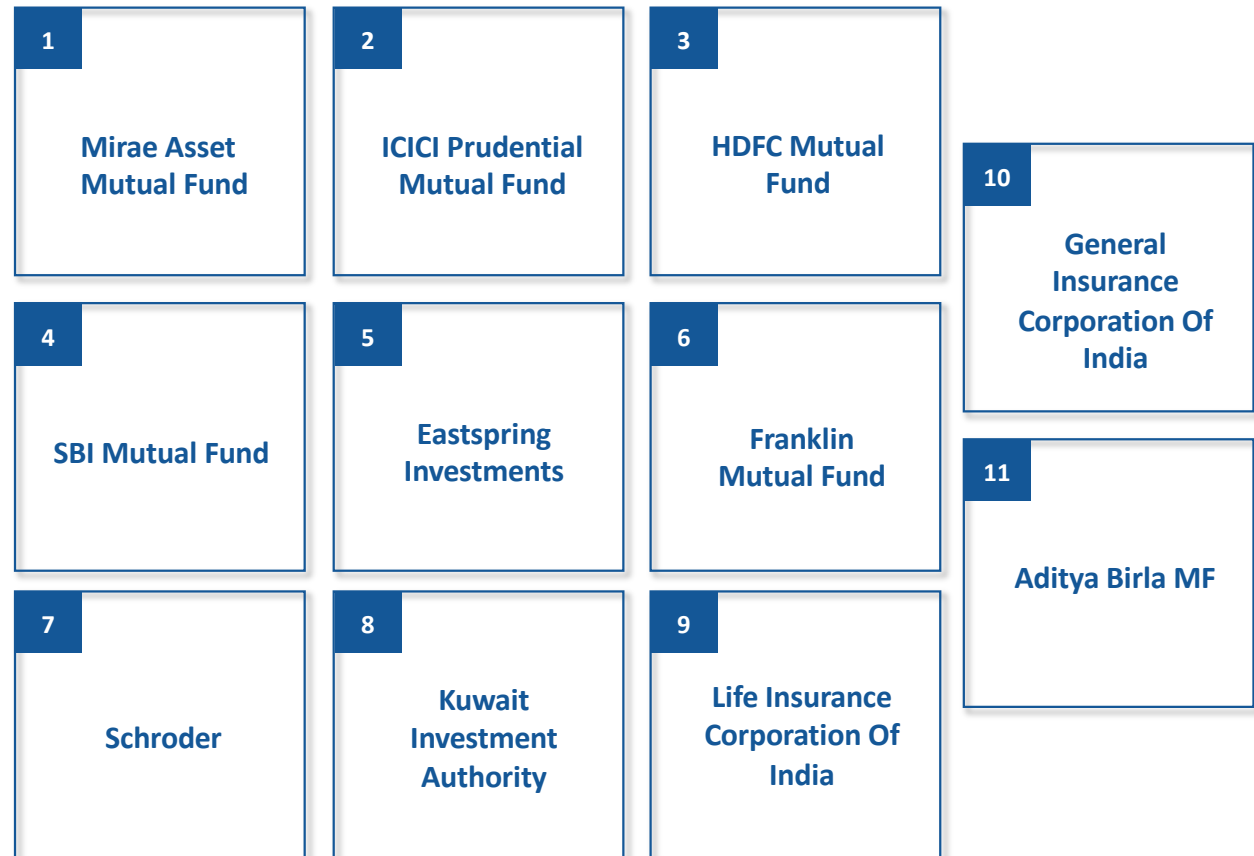 1
Mirae Asset
Mutual Fund
2
ICICI Prudential
Mutual Fund
3
HDFC Mutual
Fund
4
SBI Mutual Fund
5
Eastspring
Investments
6
Franklin
Mutual Fund
7
Schroder
8
Kuwait
Investment
Authority
9
Life Insurance
Corporation Of
India
10
General
Insurance
Corporation Of
India
11
Aditya Birla MF